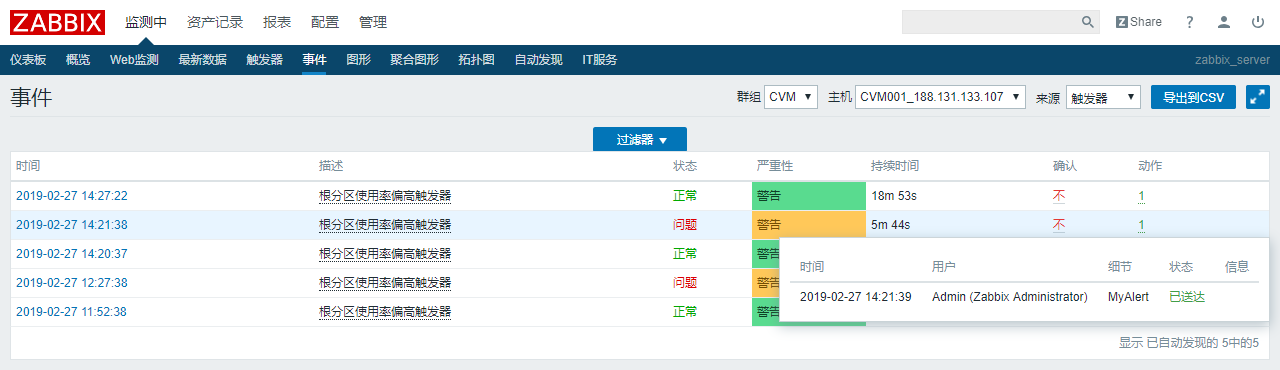 ZABBIX 监测中 资产记录 报表 配置 管理 Z Share ?
仪表板 概览 Web监测 最新数据 触发器 事件 图形 聚合图形 拓扑图 自动发现 IT服务 zabbix_server
事件 群组 CVM 主机 CVM001_188.131.133.107 来源 触发器 导出到CSV
过滤器
时间 描述 状态 严重性 持续时间 确认 动作
2019-02-27 14:27:22 根分区使用率偏高触发器 正常 警告 18m 53s 不 1
2019-02-27 14:21:38 根分区使用率偏高触发器 问题 警告 5m 44s 不 1
2019-02-27 14:20:37 根分区使用率偏高触发器 正常 警告
2019-02-27 12:27:38 根分区使用率偏高触发器 问题 警告
2019-02-27 11:52:38 根分区使用率偏高触发器 正常 警告
时间 用户 细节 状态 信息
2019-02-27 14:21:39 Admin (Zabbix Administrator) MyAlert 已送达
显示 已自动发现的 5中的5